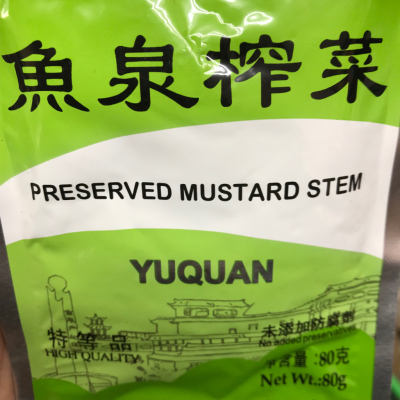 魚泉榨菜
PRESERVED MUSTARD STEM
YUQUAN
特等品
HIGH QUALITY
未添加防腐劑
No added preservatives
净含量:80克
Net Wt.:80g